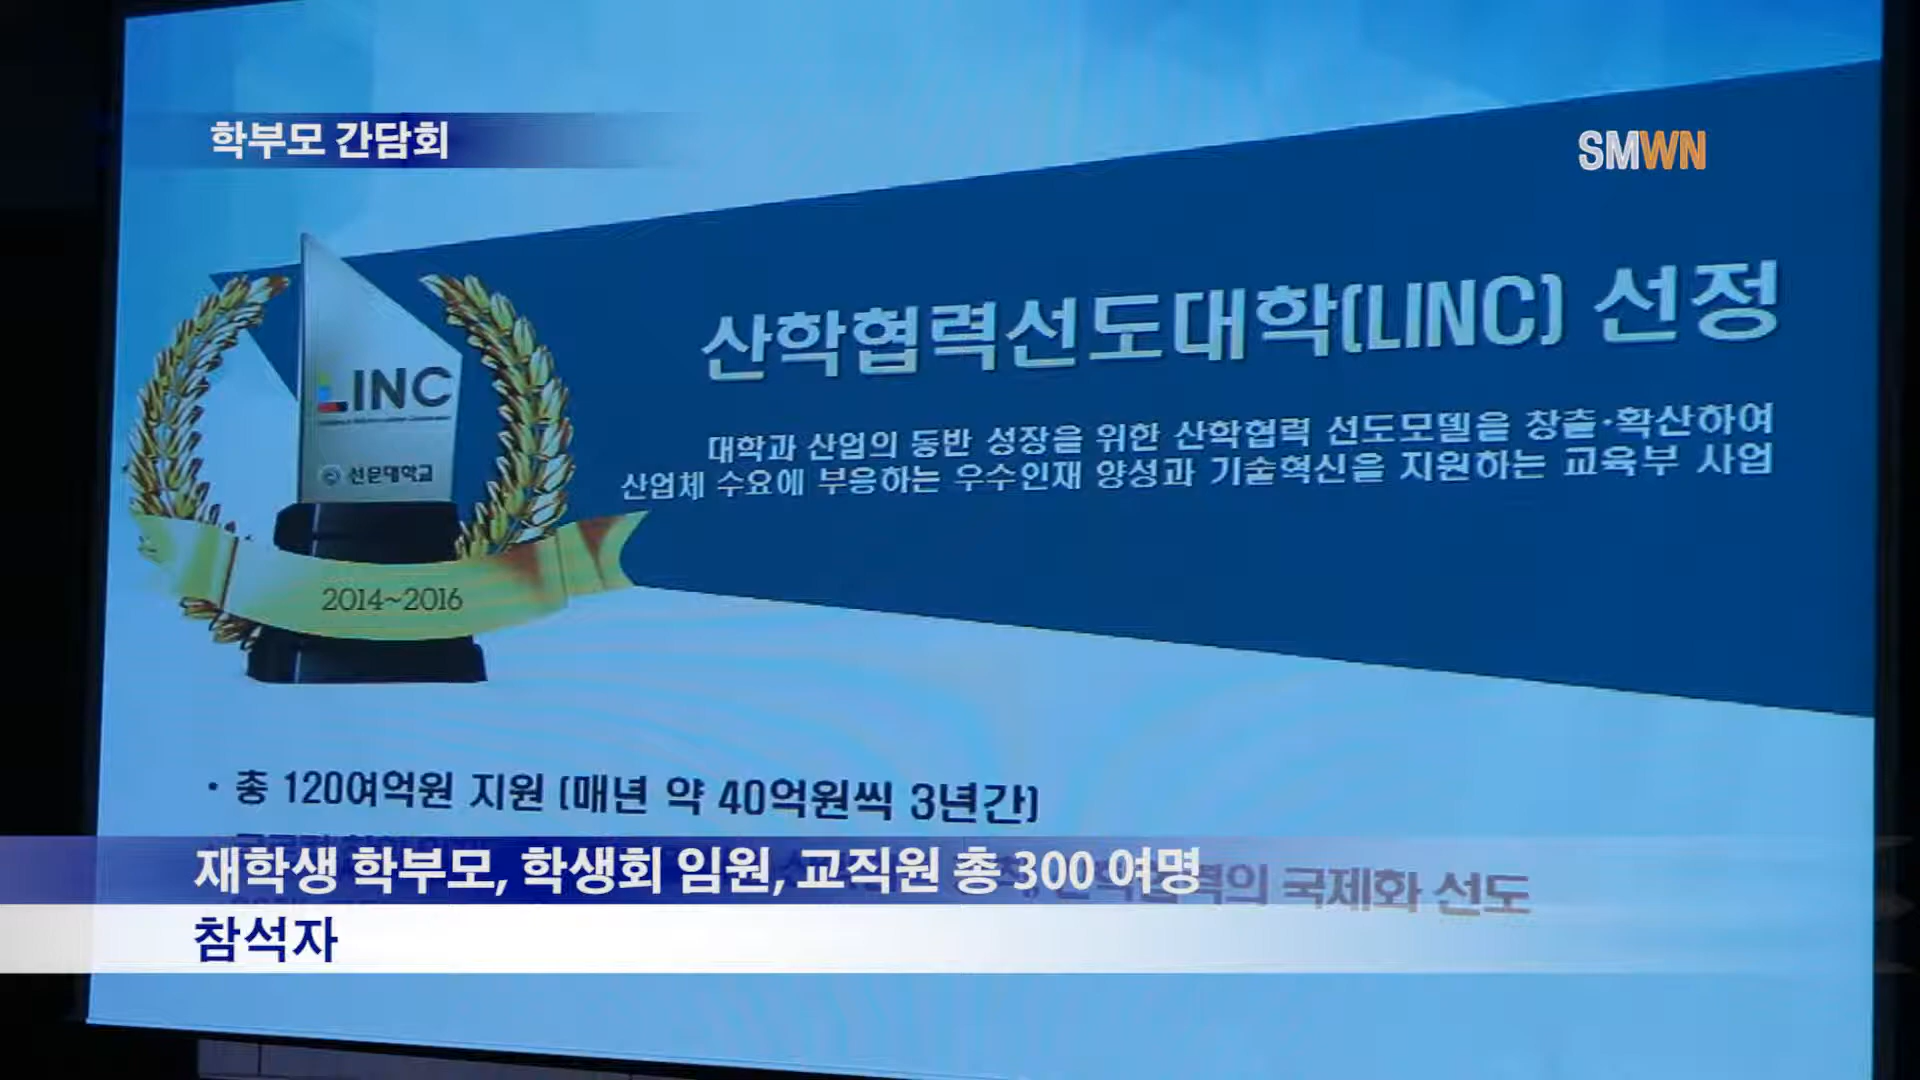 학부모 간담회
SMWN
산학협력선도대학(LINC) 선정
대학과 산업의 동반 성장을 위한 산학협력 선도모델을 창출·확산하여
산업체 수요에 부응하는 우수인재 양성과 기술혁신을 지원하는 교육부 사업
LINC
선문대학교
2014~2016
• 총 120여억원 지원 (매년 약 40억원씩 3년간)
의 국제화 선도
재학생 학부모, 학생회 임원, 교직원 총 300 여명
참석자